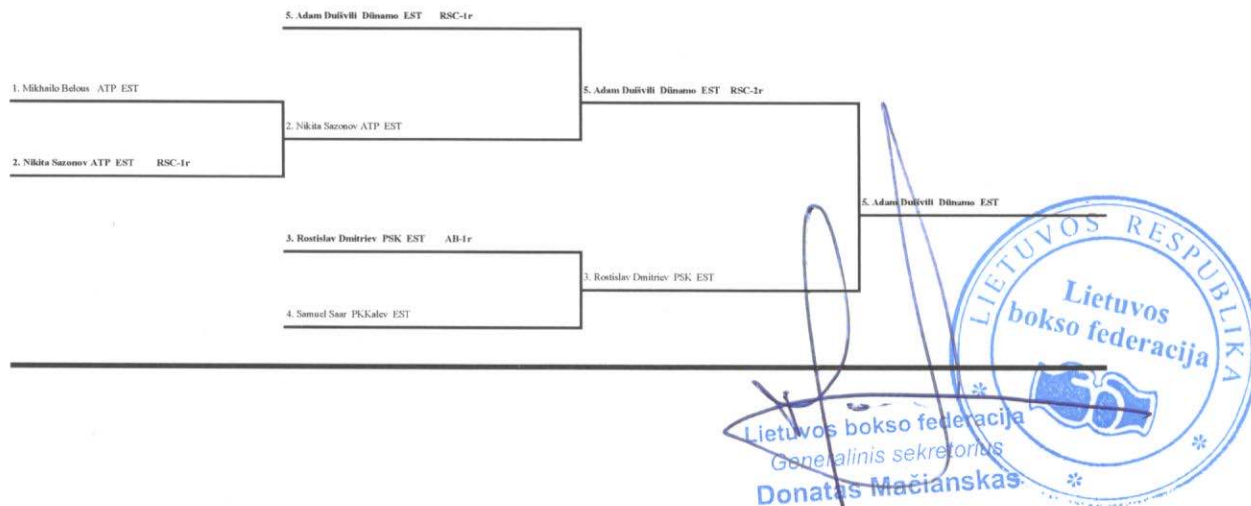 5. Adam Duišvili Dünamo EST RSC-1r
1. Mikhailo Belous ATP EST
5. Adam Duišvili Dünamo EST RSC-2r
2. Nikita Sazonov ATP EST
2. Nikita Sazonov ATP EST RSC-1r
5. Adam Duišvili Dünamo EST
3. Rostislav Dmitriev PSK EST AB-1r
3. Rostislav Dmitriev PSK EST
4. Samuel Saar PKKalev EST
LIETUVOS RESPUBLIKA
Lietuvos
bokso federacija
Lietuvos bokso federacija
Generalinis sekretorius
Donatas Mačianskas